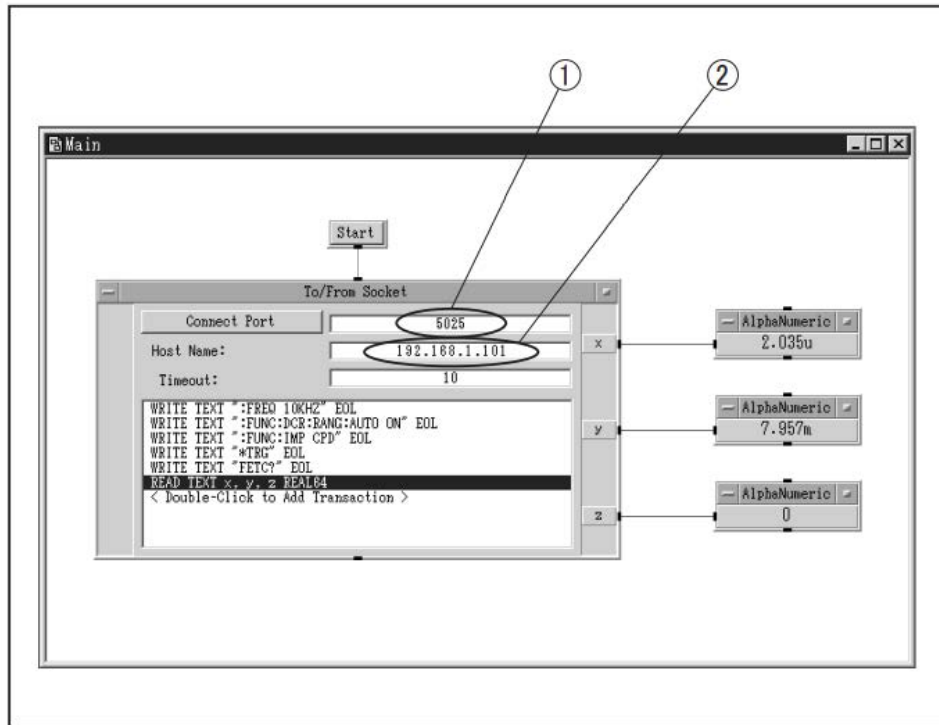 ① ②
Main
Start
To/From Socket
Connect Port 5025
Host Name: 192.168.1.101
Timeout: 10
WRITE TEXT ":FREQ 10KHZ" EOL
WRITE TEXT ":FUNC:DCR:RANG:AUTO ON" EOL
WRITE TEXT ":FUNC:IMP CPD" EOL
WRITE TEXT "*TRG" EOL
WRITE TEXT "FETC?" EOL
READ TEXT x, y, z REAL64
< Double-Click to Add Transaction >
x
y
z
AlphaNumeric
2.035u
AlphaNumeric
7.957m
AlphaNumeric
0